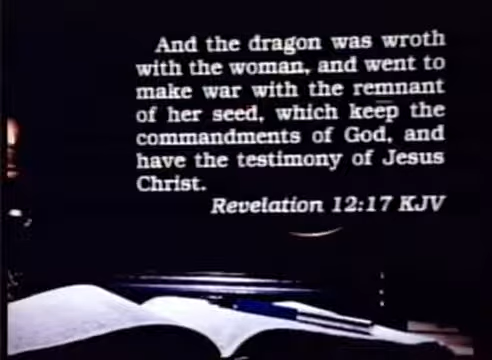 And the dragon was wroth
with the woman, and went to
make war with the remnant
of her seed, which keep the
commandments of God, and
have the testimony of Jesus
Christ.
Revelation 12:17 KJV